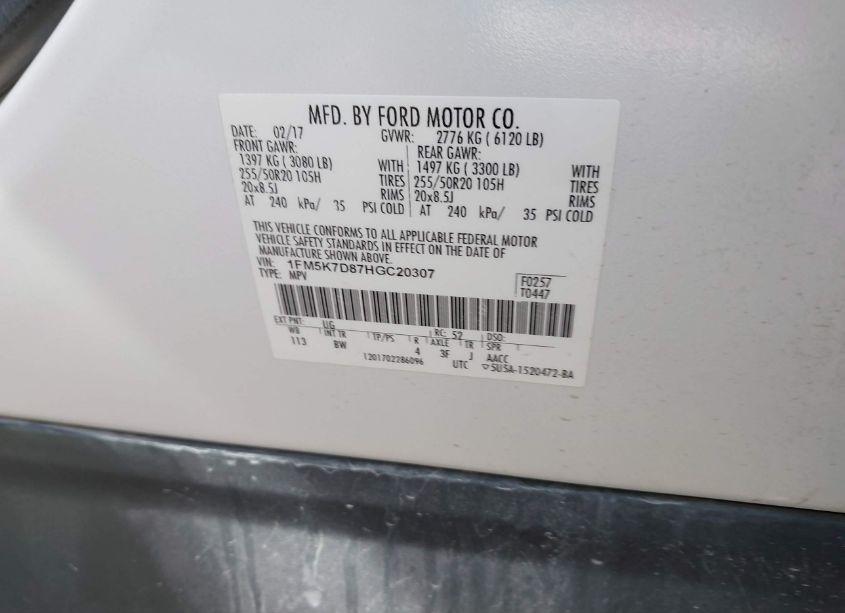 MFD. BY FORD MOTOR CO.
DATE: 02/17 GVWR: 2776 KG ( 6120 LB)
FRONT GAWR: REAR GAWR:
1397 KG ( 3080 LB) WITH 1497 KG ( 3300 LB) WITH
255/50R20 105H TIRES 255/50R20 105H TIRES
20x8.5J RIMS 20x8.5J RIMS
AT 240 kPa/ 35 PSI COLD AT 240 kPa/ 35 PSI COLD
THIS VEHICLE CONFORMS TO ALL APPLICABLE FEDERAL MOTOR
VEHICLE SAFETY STANDARDS IN EFFECT ON THE DATE OF
MANUFACTURE SHOWN ABOVE.
VIN: 1FM5K7D87HGC20307
TYPE: MPV
F0257
T0447
EXT PNT: UG RC: 52 DSO:
WB INT TR TP/PS R AXLE TR SPR
113 BW 4 3F J AACC
1201702286096 UTC ▽5U5A-1520472-BA